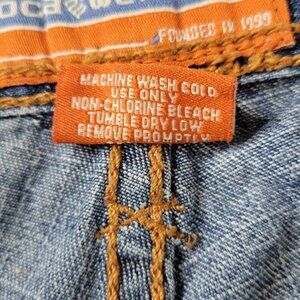 FOUNDED IN 1999
MACHINE WASH COLD
USE ONLY
NON-CHLORINE BLEACH
TUMBLE DRY LOW
REMOVE PROMPTLY